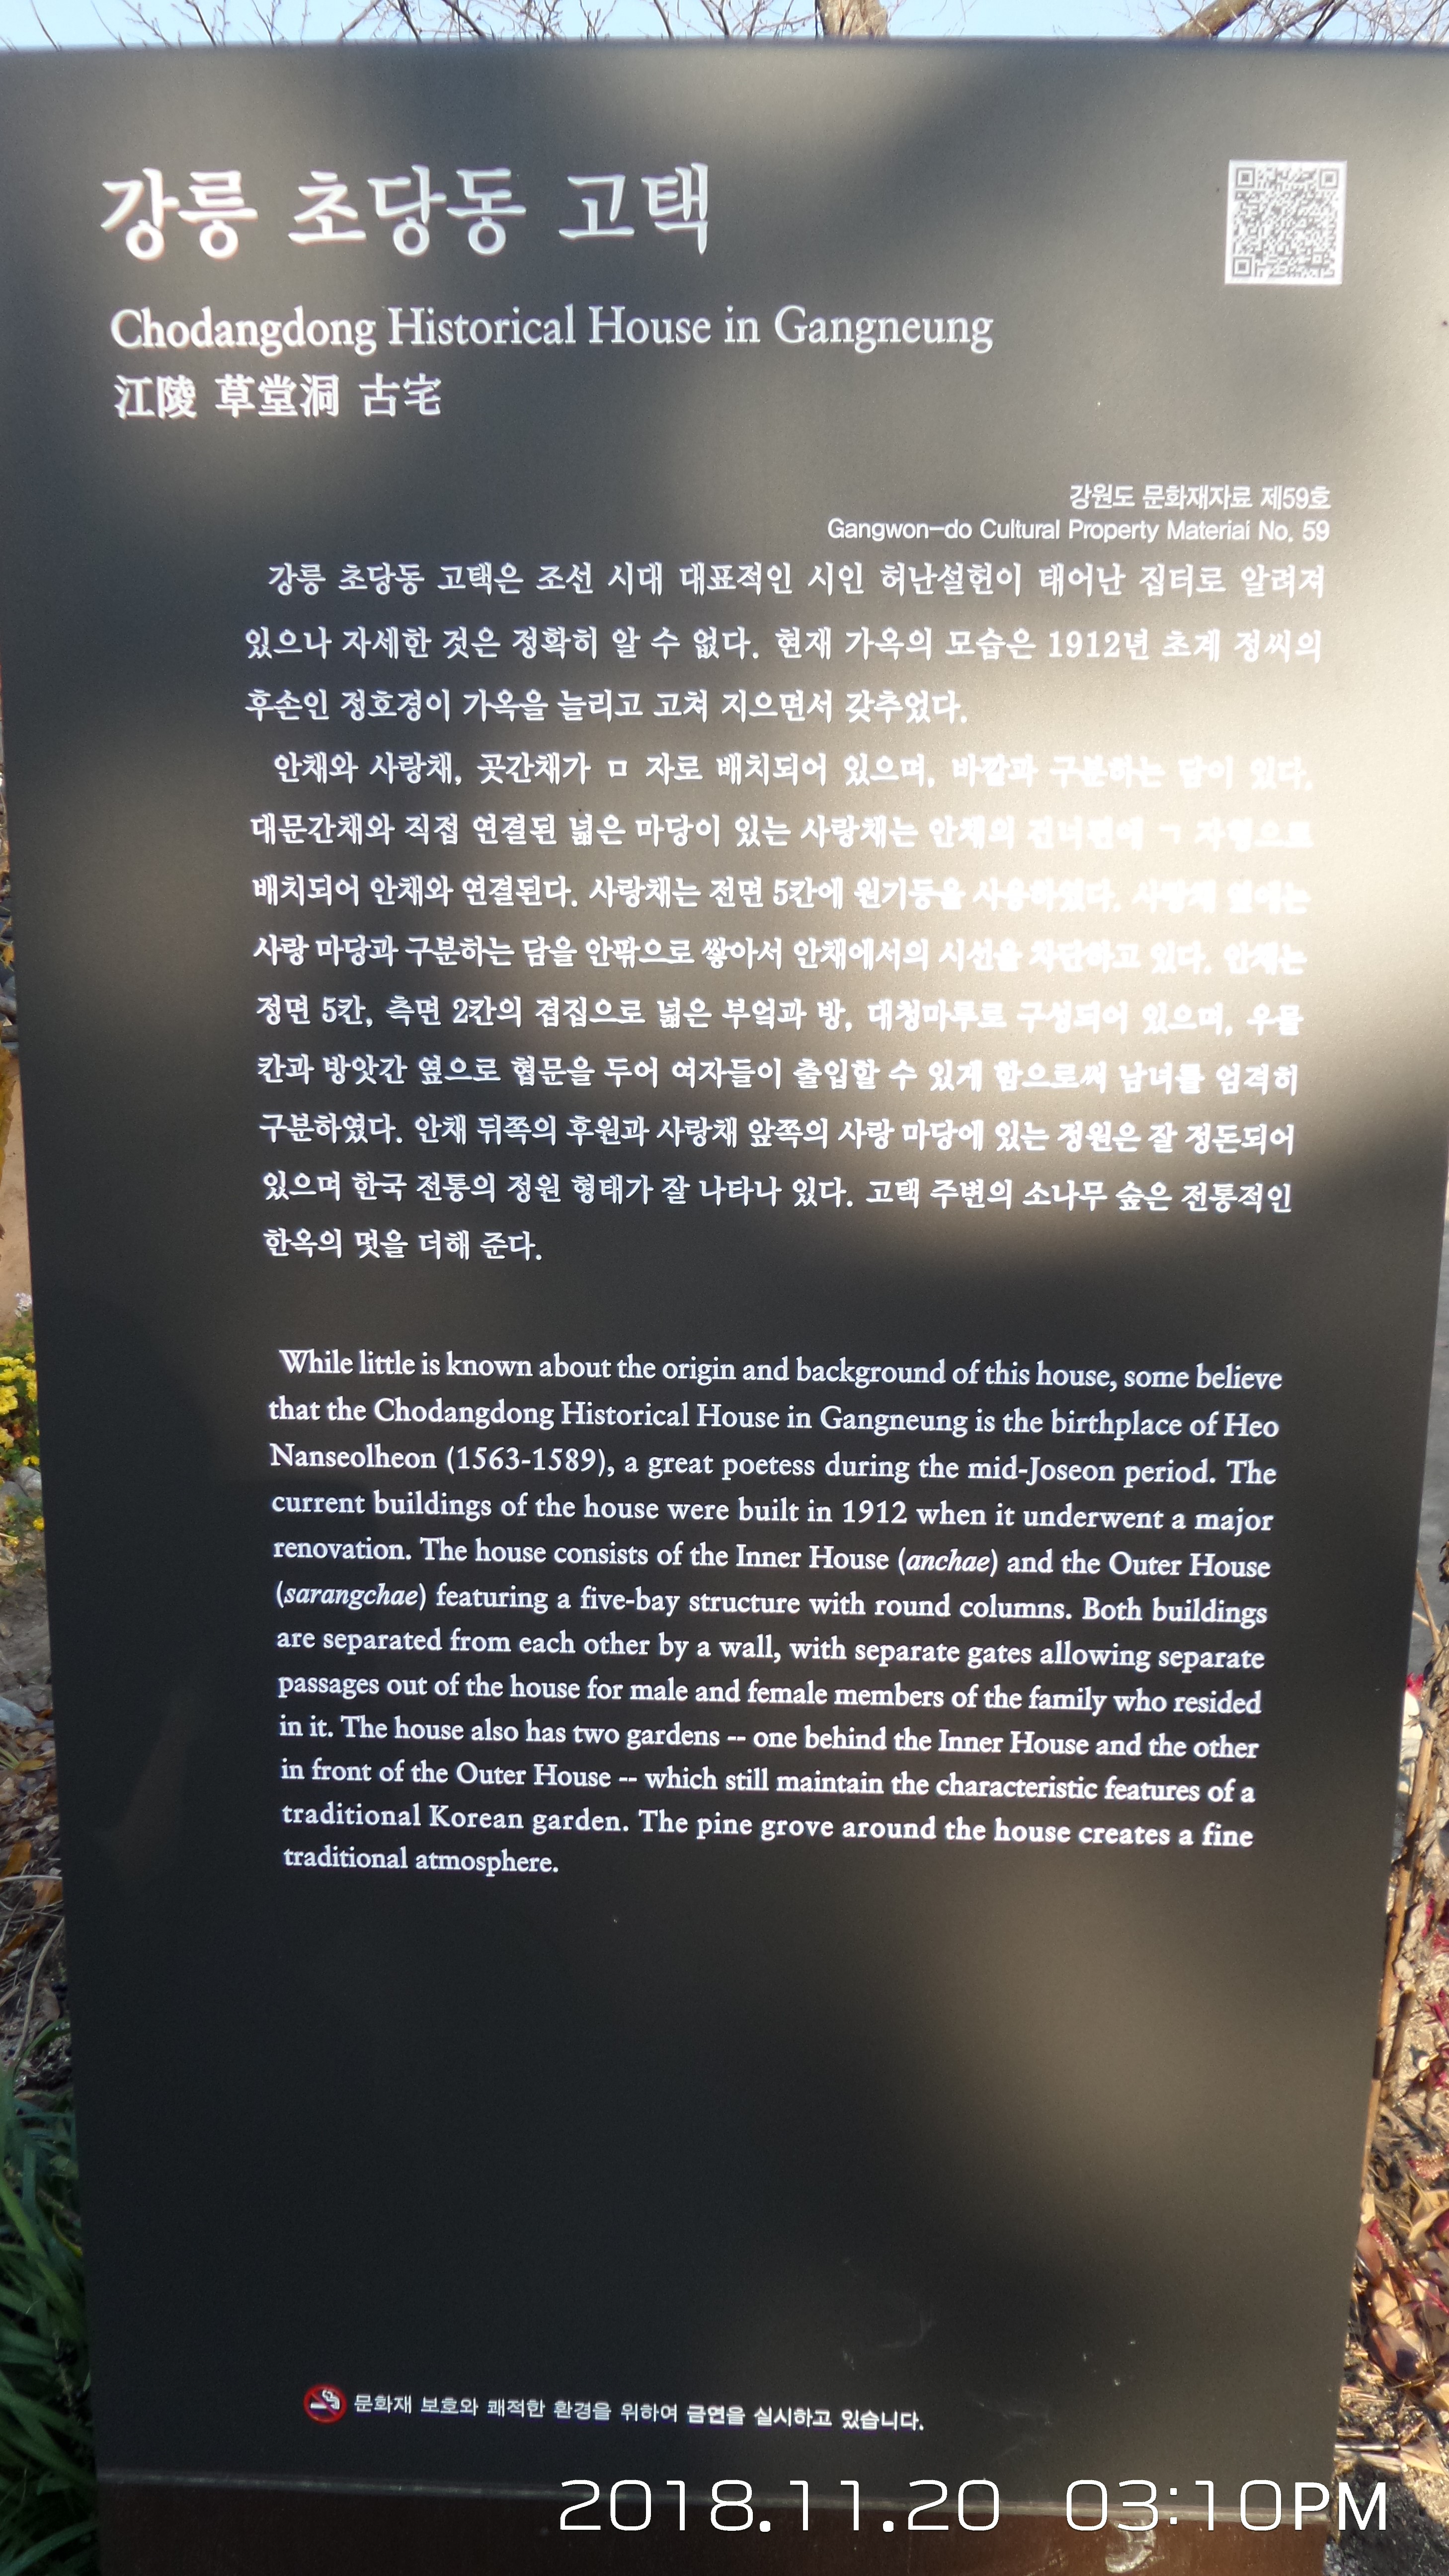 강릉 초당동 고택
Chodangdong Historical House in Gangneung
江陵 草堂洞 古宅
강원도 문화재자료 제59호
Gangwon-do Cultural Property Material No. 59
강릉 초당동 고택은 조선 시대 대표적인 시인 허난설헌이 태어난 집터로 알려져
있으나 자세한 것은 정확히 알 수 없다. 현재 가옥의 모습은 1912년 초계 정씨의
후손인 정호경이 가옥을 늘리고 고쳐 지으면서 갖추었다.
안채와 사랑채, 곳간채가 ㅁ 자로 배치되어 있으며, 바깥과 구분하는 담이 있다.
대문간채와 직접 연결된 넓은 마당이 있는 사랑채는 안채의 건너편에 ㄱ 자형으로
배치되어 안채와 연결된다. 사랑채는 전면 5칸에 원기둥을 사용하였다. 사랑채 옆에는
사랑 마당과 구분하는 담을 안팎으로 쌓아서 안채에서의 시선을 차단하고 있다. 안채는
정면 5칸, 측면 2칸의 겹집으로 넓은 부엌과 방, 대청마루로 구성되어 있으며, 우물
칸과 방앗간 옆으로 협문을 두어 여자들이 출입할 수 있게 함으로써 남녀를 엄격히
구분하였다. 안채 뒤쪽의 후원과 사랑채 앞쪽의 사랑 마당에 있는 정원은 잘 정돈되어
있으며 한국 전통의 정원 형태가 잘 나타나 있다. 고택 주변의 소나무 숲은 전통적인
한옥의 멋을 더해 준다.
While little is known about the origin and background of this house, some believe
that the Chodangdong Historical House in Gangneung is the birthplace of Heo
Nanseolheon (1563-1589), a great poetess during the mid-Joseon period. The
current buildings of the house were built in 1912 when it underwent a major
renovation. The house consists of the Inner House (anchae) and the Outer House
(sarangchae) featuring a five-bay structure with round columns. Both buildings
are separated from each other by a wall, with separate gates allowing separate
passages out of the house for male and female members of the family who resided
in it. The house also has two gardens -- one behind the Inner House and the other
in front of the Outer House -- which still maintain the characteristic features of a
traditional Korean garden. The pine grove around the house creates a fine
traditional atmosphere.
문화재 보호와 쾌적한 환경을 위하여 금연을 실시하고 있습니다.
2018.11.20 03:10PM